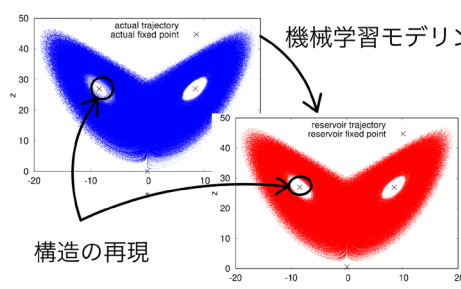 50
actual trajectory
actual fixed point
40
30
z
20
10
0
-20
-10
0
10
20
x
機械学習モデリン
50
reservoir trajectory
reservoir fixed point
40
30
z
20
10
0
-20
-10
0
10
20
構造の再現